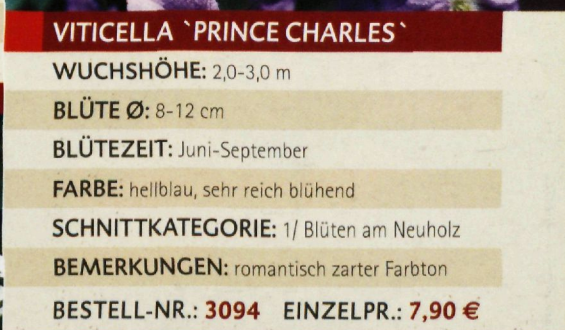 VITICELLA `PRINCE CHARLES`
WUCHSHÖHE: 2,0-3,0 m
BLÜTE Ø: 8-12 cm
BLÜTEZEIT: Juni-September
FARBE: hellblau, sehr reich blühend
SCHNITTKATEGORIE: 1/ Blüten am Neuholz
BEMERKUNGEN: romantisch zarter Farbton
BESTELL-NR.: 3094 EINZELPR.: 7,90 €